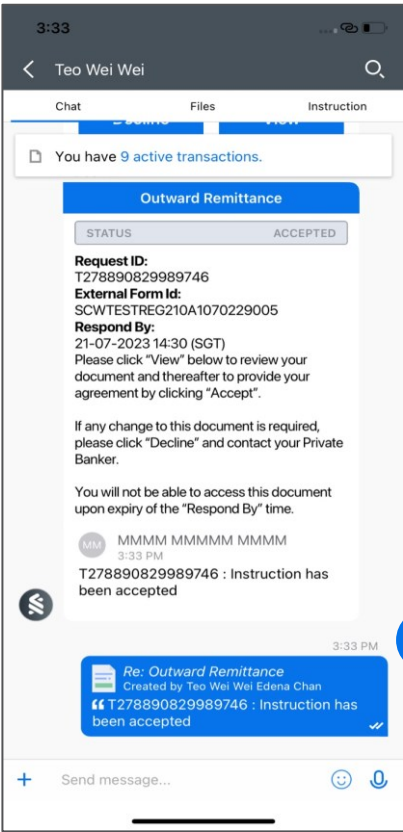 3:33
Teo Wei Wei
Chat Files Instruction
Decline View
You have 9 active transactions.
Outward Remittance
STATUS ACCEPTED
Request ID:
T278890829989746
External Form Id:
SCWTESTREG210A1070229005
Respond By:
21-07-2023 14:30 (SGT)
Please click “View” below to review your
document and thereafter to provide your
agreement by clicking “Accept”.
If any change to this document is required,
please click “Decline” and contact your Private
Banker.
You will not be able to access this document
upon expiry of the “Respond By” time.
MM MMMM MMMMM MMMM
3:33 PM
T278890829989746 : Instruction has
been accepted
3:33 PM
Re: Outward Remittance
Created by Teo Wei Wei Edena Chan
“ T278890829989746 : Instruction has
been accepted
Send message...